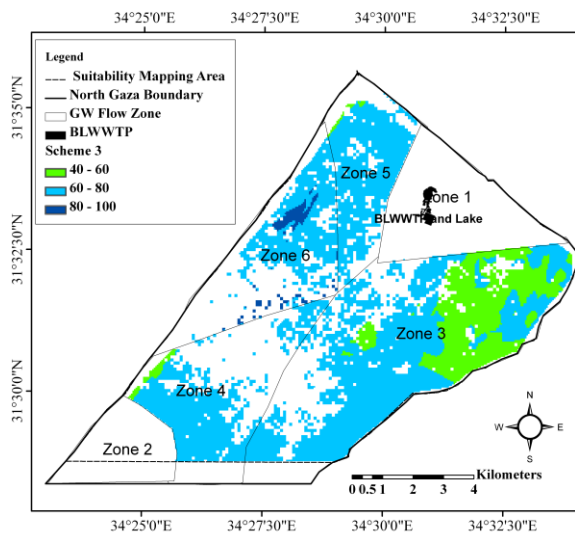 34°25'0"E 34°27'30"E 34°30'0"E 34°32'30"E
31°35'0"N
31°32'30"N
31°30'0"N
Legend
Suitability Mapping Area
North Gaza Boundary
GW Flow Zone
BLWWTP
Scheme 3
40 - 60
60 - 80
80 - 100
Zone 5
Zone 1
BLWWTP and Lake
Zone 6
Zone 3
Zone 4
Zone 2
N
W E
S
Kilometers
0 0.5 1 2 3 4
34°25'0"E 34°27'30"E 34°30'0"E 34°32'30"E